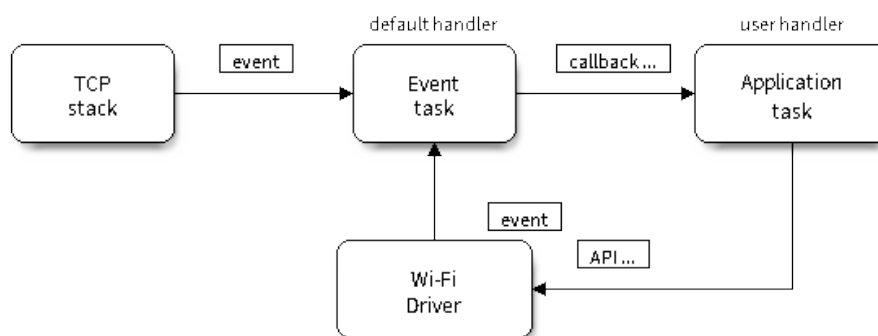 default handler
user handler
event
callback ...
TCP
stack
Event
task
Application
task
event
API ...
Wi-Fi
Driver